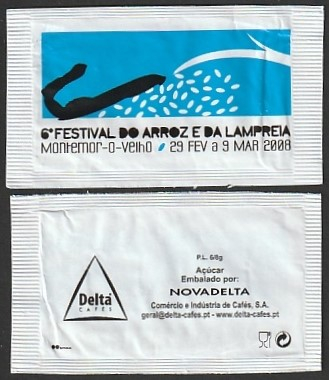 6º FESTIVAL DO ARROZ E DA LAMPREIA
Montemor-o-Velho 29 FEV a 9 MAR 2008
P.L. 6/8g
Açúcar
Embalado por:
NOVADELTA
Comércio e Indústria de Cafés, S.A.
geral@delta-cafes.pt - www.delta-cafes.pt
Delta
CAFÉS